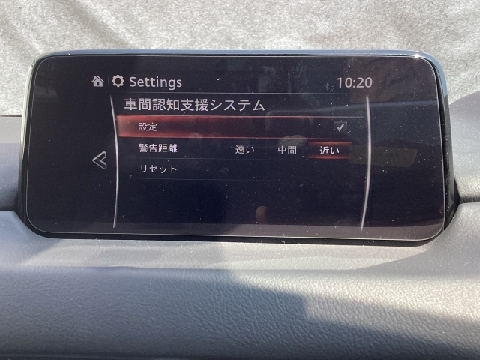 Settings 10:20
車間認知支援システム
設定
警告距離 遠い 中間 近い
リセット